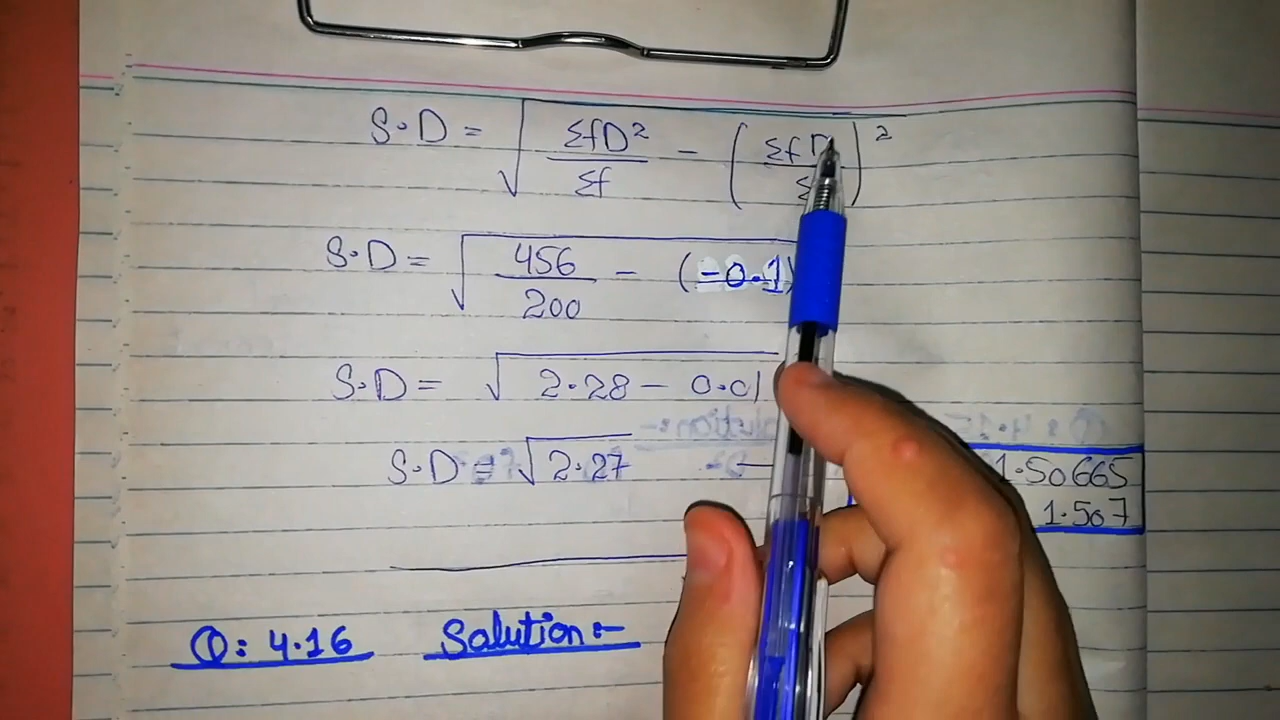 S.D = √ ΣfD² / Σf - ( ΣfD / Σ )²
S.D = √ 456 / 200 - (-0.1)
S.D = √ 2.28 - 0.01
S.D = √2.27 1.50665
1.507
Q: 4.16 Solution:-